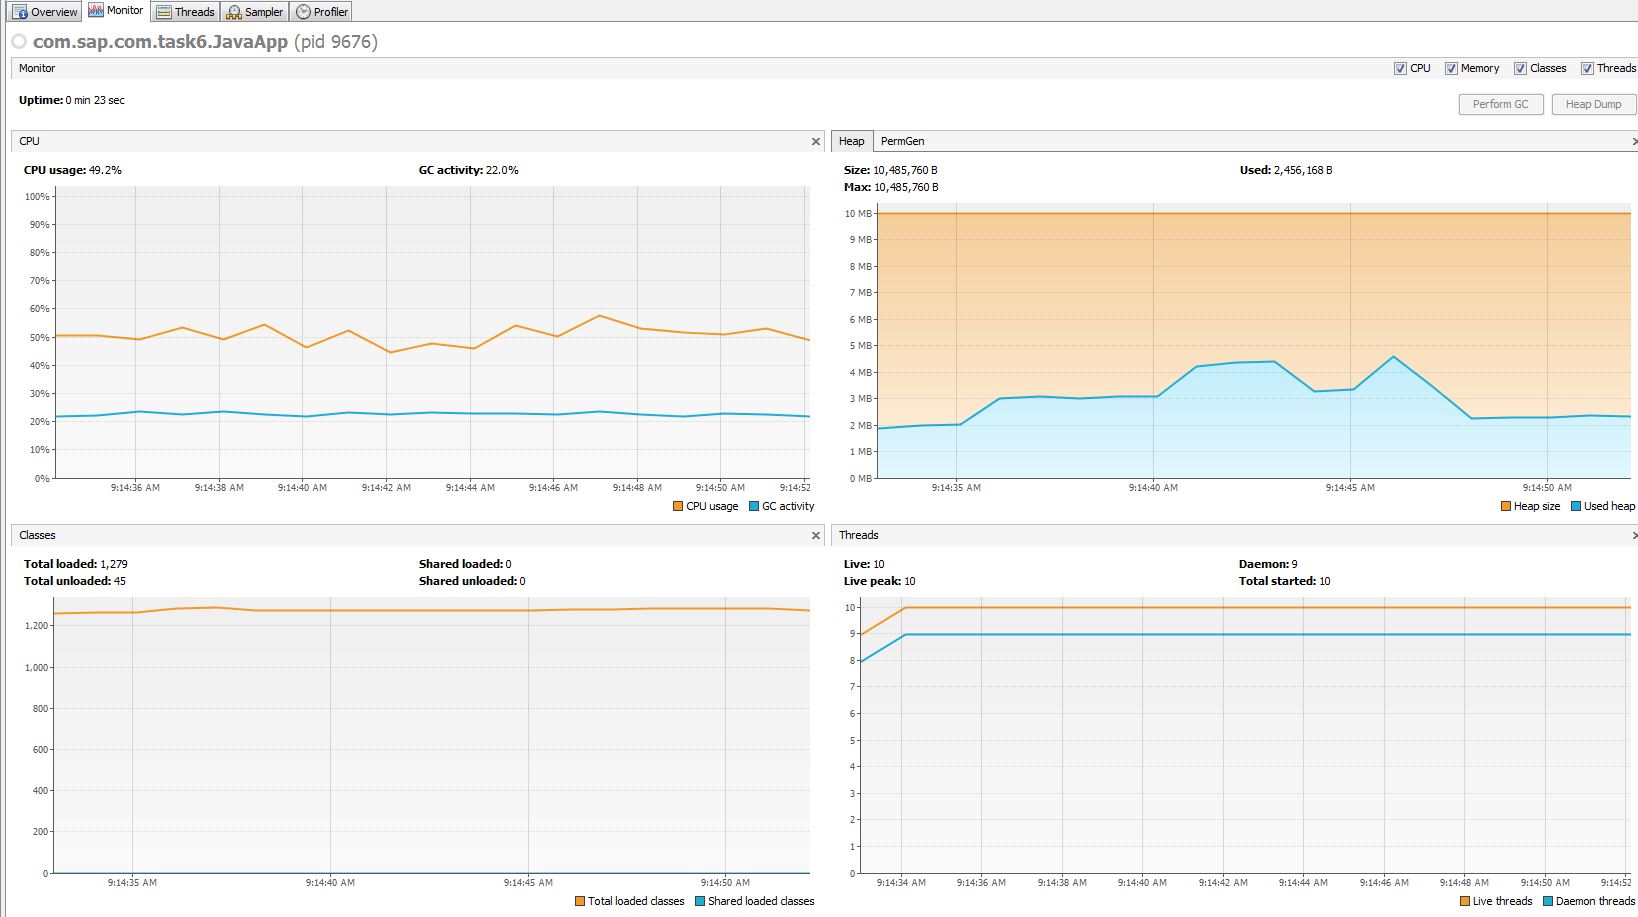 Overview Monitor Threads Sampler Profiler
com.sap.com.task6.JavaApp (pid 9676)
Monitor
CPU Memory Classes Threads
Uptime: 0 min 23 sec
Perform GC Heap Dump
CPU
CPU usage: 49.2% GC activity: 22.0%
100%
90%
80%
70%
60%
50%
40%
30%
20%
10%
0%
9:14:36 AM 9:14:38 AM 9:14:40 AM 9:14:42 AM 9:14:44 AM 9:14:46 AM 9:14:48 AM 9:14:50 AM 9:14:52
CPU usage GC activity
Heap PermGen
Size: 10,485,760 B Used: 2,456,168 B
Max: 10,485,760 B
10 MB
9 MB
8 MB
7 MB
6 MB
5 MB
4 MB
3 MB
2 MB
1 MB
0 MB
9:14:35 AM 9:14:40 AM 9:14:45 AM 9:14:50 AM
Heap size Used heap
Classes
Total loaded: 1,279 Shared loaded: 0
Total unloaded: 45 Shared unloaded: 0
1,200
1,000
800
600
400
200
0
9:14:35 AM 9:14:40 AM 9:14:45 AM 9:14:50 AM
Total loaded classes Shared loaded classes
Threads
Live: 10 Daemon: 9
Live peak: 10 Total started: 10
10
9
8
7
6
5
4
3
2
1
0
9:14:34 AM 9:14:36 AM 9:14:38 AM 9:14:40 AM 9:14:42 AM 9:14:44 AM 9:14:46 AM 9:14:48 AM 9:14:50 AM 9:14:52
Live threads Daemon threads